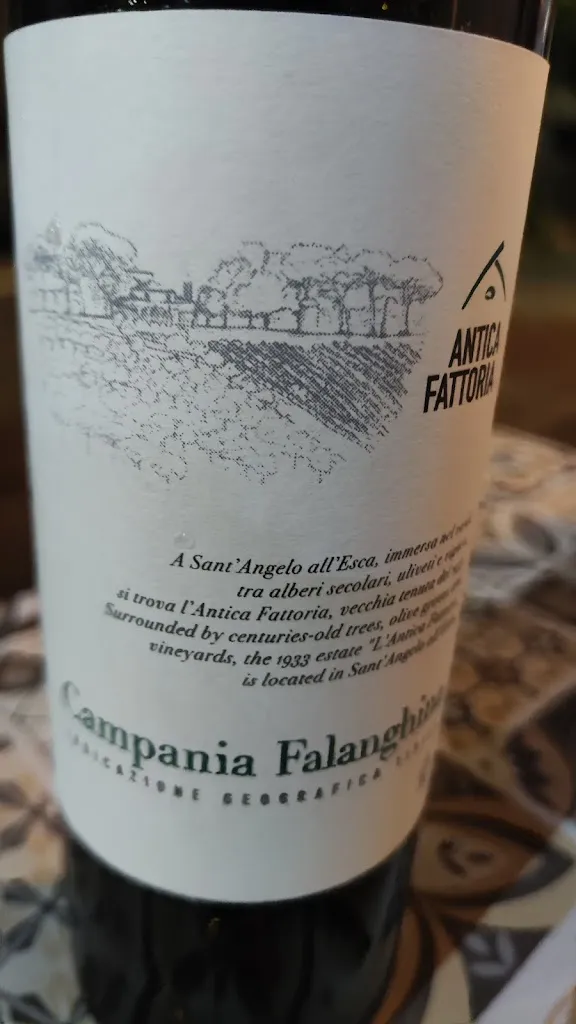 ANTICA
FATTORIA
A Sant'Angelo all'Esca, immersa nel
tra alberi secolari, uliveti e
si trova l'Antica Fattoria, vecchia tenuta
Surrounded by centuries-old trees, olive
vineyards, the 1933 estate "L'Antica
is located in Sant'Angelo
Campania Falanghina
GEOGRAFICA